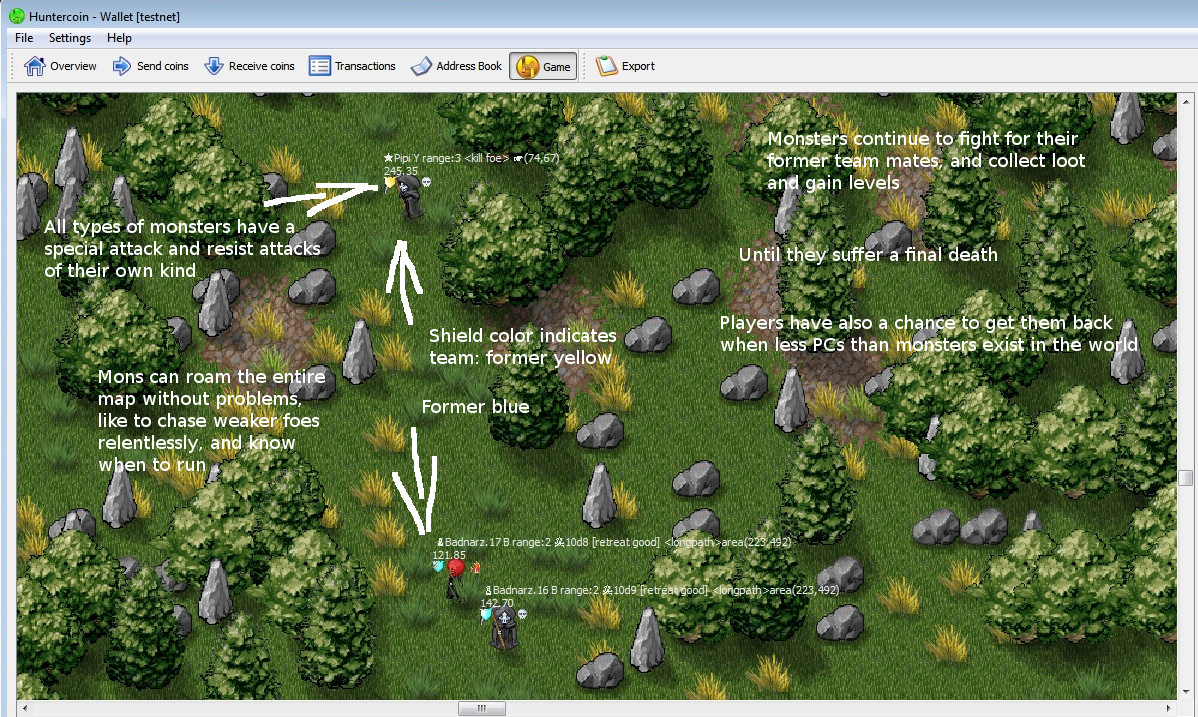 Huntercoin - Wallet [testnet]
File Settings Help
Overview Send coins Receive coins Transactions Address Book Game Export
★Pipi Y range:3 <kill foe> (74,67)
245.35
Monsters continue to fight for their
former team mates, and collect loot
and gain levels
All types of monsters have a
special attack and resist attacks
of their own kind
Until they suffer a final death
Shield color indicates
team: former yellow
Players have also a chance to get them back
when less PCs than monsters exist in the world
Mons can roam the entire
map without problems,
like to chase weaker foes
relentlessly, and know
when to run
Former blue
Badnarz.17 B range:2 10d8 [retreat good] <longpath>area(223,492)
121.85
Badnarz.16 B range:2 10d9 [retreat good] <longpath>area(223,492)
142.70